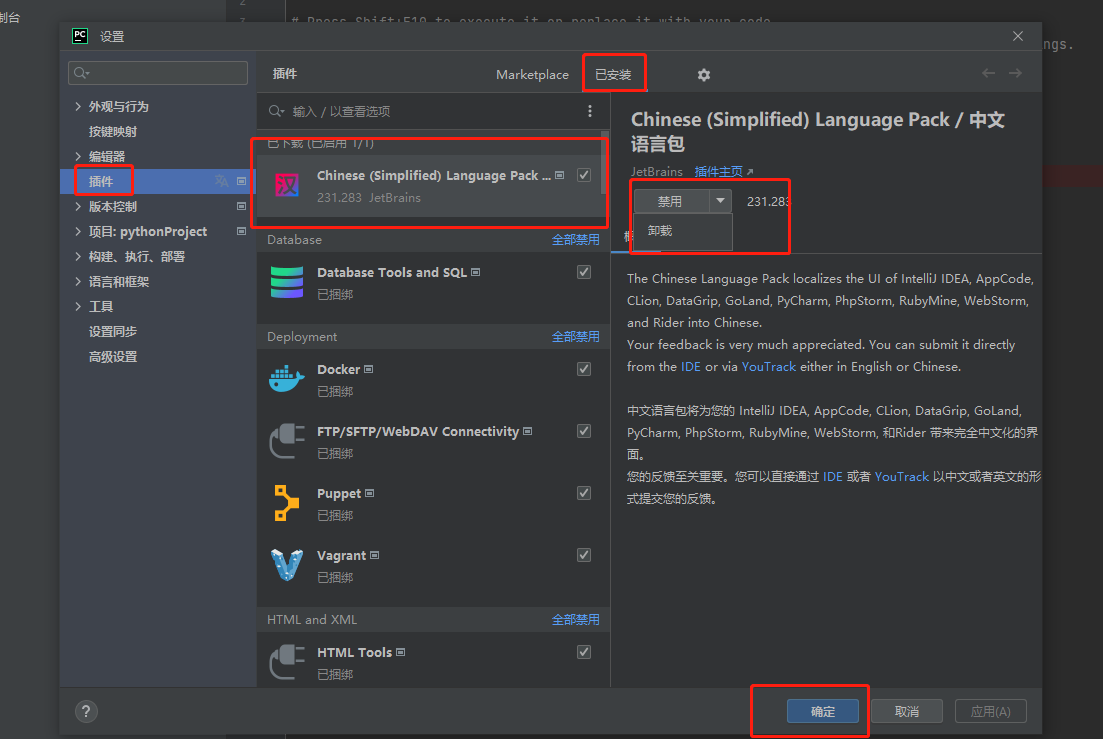 制台
2
3
# Press Shift+F10 to execute it or replace it with your code.
ngs.
PC
设置
外观与行为
按键映射
编辑器
插件
版本控制
项目: pythonProject
构建、执行、部署
语言和框架
工具
设置同步
高级设置
插件
Marketplace
已安装
输入 / 以查看选项
已下载 (已启用 1/1)
汉
Chinese (Simplified) Language Pack ...
231.283 JetBrains
Database
全部禁用
Database Tools and SQL
已捆绑
Deployment
全部禁用
Docker
已捆绑
FTP/SFTP/WebDAV Connectivity
已捆绑
Puppet
已捆绑
Vagrant
已捆绑
HTML and XML
全部禁用
HTML Tools
已捆绑
Chinese (Simplified) Language Pack / 中文
语言包
JetBrains 插件主页
禁用
231.283
卸载
The Chinese Language Pack localizes the UI of IntelliJ IDEA, AppCode,
CLion, DataGrip, GoLand, PyCharm, PhpStorm, RubyMine, WebStorm,
and Rider into Chinese.
Your feedback is very much appreciated. You can submit it directly
from the IDE or via YouTrack either in English or Chinese.
中文语言包将为您的 IntelliJ IDEA, AppCode, CLion, DataGrip, GoLand,
PyCharm, PhpStorm, RubyMine, WebStorm, 和Rider 带来完全中文化的界
面。
您的反馈至关重要。您可以直接通过 IDE 或者 YouTrack 以中文或者英文的形
式提交您的反馈。
?
确定
取消
应用(A)